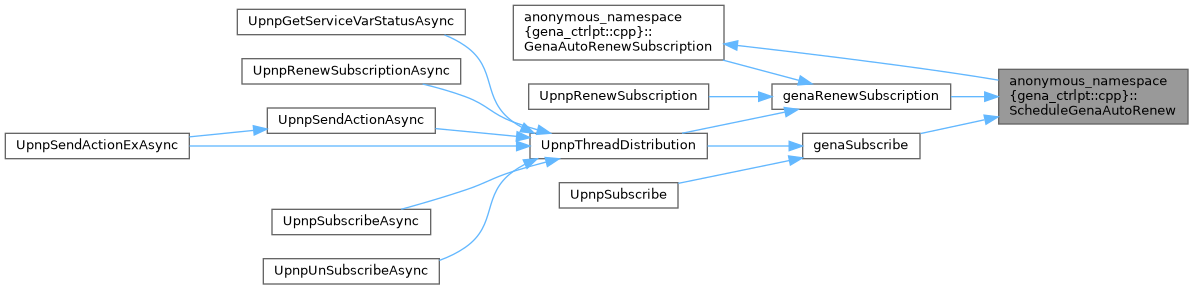 UpnpGetServiceVarStatusAsync
anonymous_namespace
{gena_ctrlpt::cpp}::
GenaAutoRenewSubscription
UpnpRenewSubscriptionAsync
anonymous_namespace
{gena_ctrlpt::cpp}::
ScheduleGenaAutoRenew
UpnpRenewSubscription
genaRenewSubscription
UpnpSendActionAsync
UpnpSendActionExAsync
UpnpThreadDistribution
genaSubscribe
UpnpSubscribe
UpnpSubscribeAsync
UpnpUnSubscribeAsync